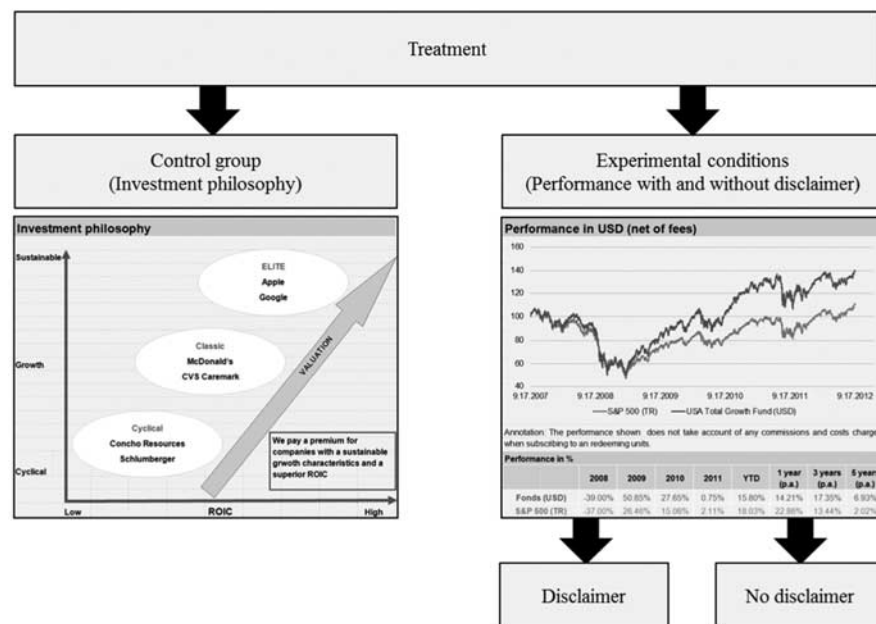 Treatment
Control group
(Investment philosophy)
Experimental conditions
(Performance with and without disclaimer)
Investment philosophy
Sustainable
Growth
Cyclical
ELITE
Apple
Google
Classic
McDonald's
CVS Caremark
Cyclical
Concho Resources
Schlumberger
VALUATION
We pay a premium for
companies with a sustainable
grwoth characteristics and a
superior ROIC
Low ROIC High
Performance in USD (net of fees)
160
140
120
100
80
60
40
9.17.2007 9.17.2008 9.17.2009 9.17.2010 9.17.2011 9.17.2012
S&P 500 (TR) USA Total Growth Fund (USD)
Annotation: The performance shown does not take account of any commissions and costs charge
when subscribing to an redeeming units.
Performance in %
2008 2009 2010 2011 YTD 1 year (p.a.) 3 years (p.a.) 5 years (p.a.)
Fonds (USD) -39.00% 50.85% 27.65% 0.75% 15.80% 14.21% 17.35% 6.93%
S&P 500 (TR) -37.00% 26.46% 15.06% 2.11% 18.03% 22.86% 13.44% 2.02%
Disclaimer
No disclaimer